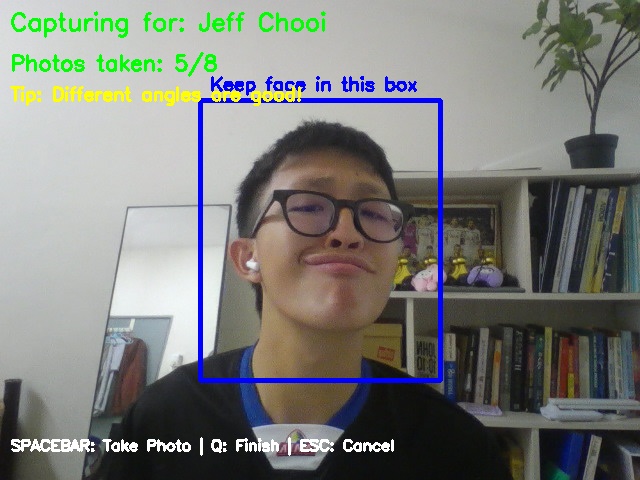 Capturing for: Jeff Chooi
Photos taken: 5/8
Keep face in this box
Tip: Different angles are good!
SPACEBAR: Take Photo | Q: Finish | ESC: Cancel